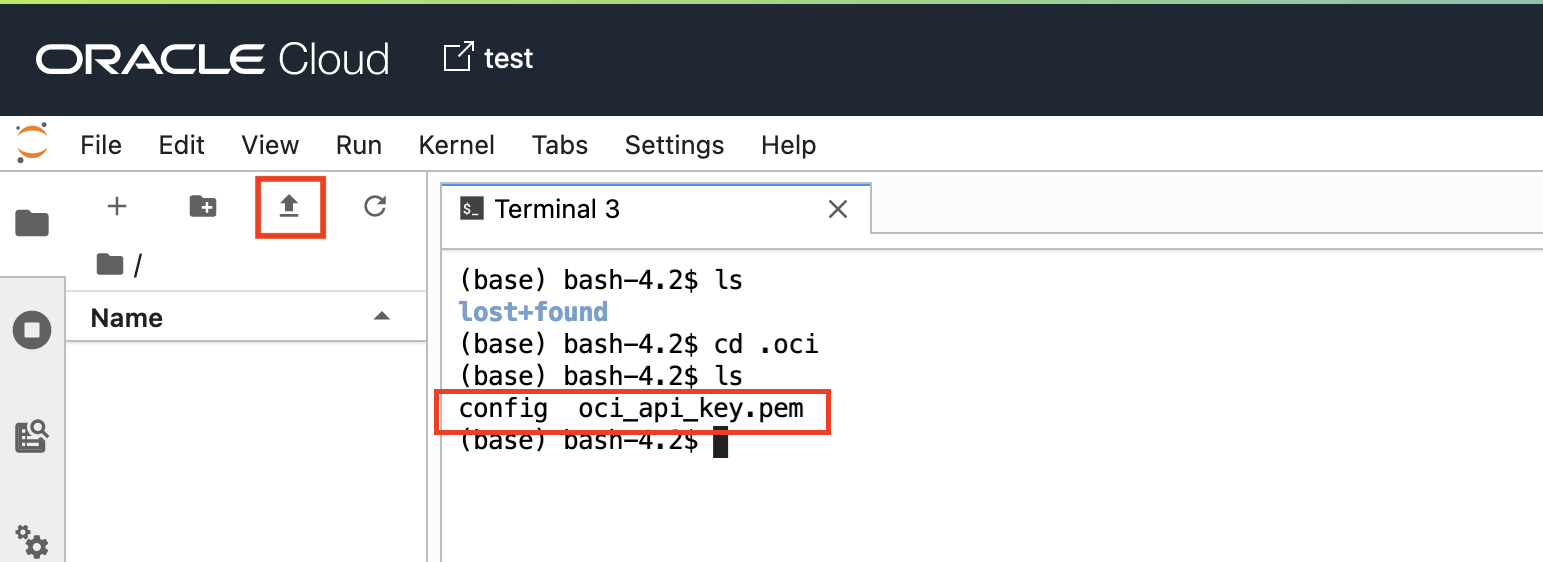 ORACLE Cloud test
File Edit View Run Kernel Tabs Settings Help
$_ Terminal 3
/
Name
(base) bash-4.2$ ls
lost+found
(base) bash-4.2$ cd .oci
(base) bash-4.2$ ls
config  oci_api_key.pem
(base) bash-4.2$